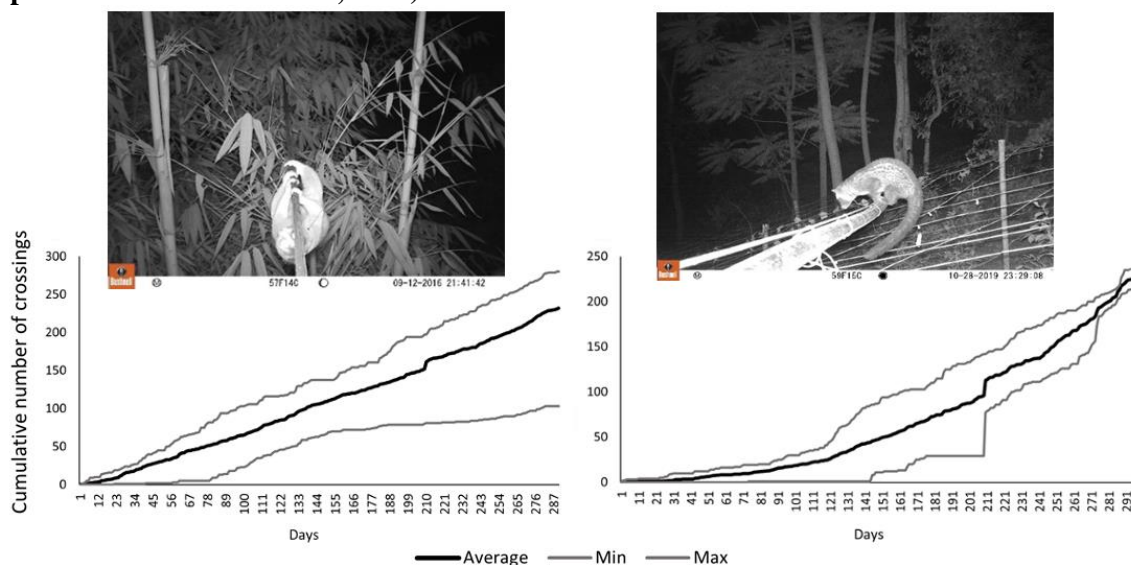 57F14C 09-12-2016 21:41:42
58F15C 10-28-2019 23:29:08
Cumulative number of crossings
300
250
200
150
100
50
0
1 12 23 34 45 56 67 78 89 100 111 122 133 144 155 166 177 188 199 210 221 232 243 254 265 276 287
Days
250
200
150
100
50
0
1 11 21 31 41 51 61 71 81 91 101 111 121 131 141 151 161 171 181 191 201 211 221 231 241 251 261 271 281 291
Days
Average Min Max